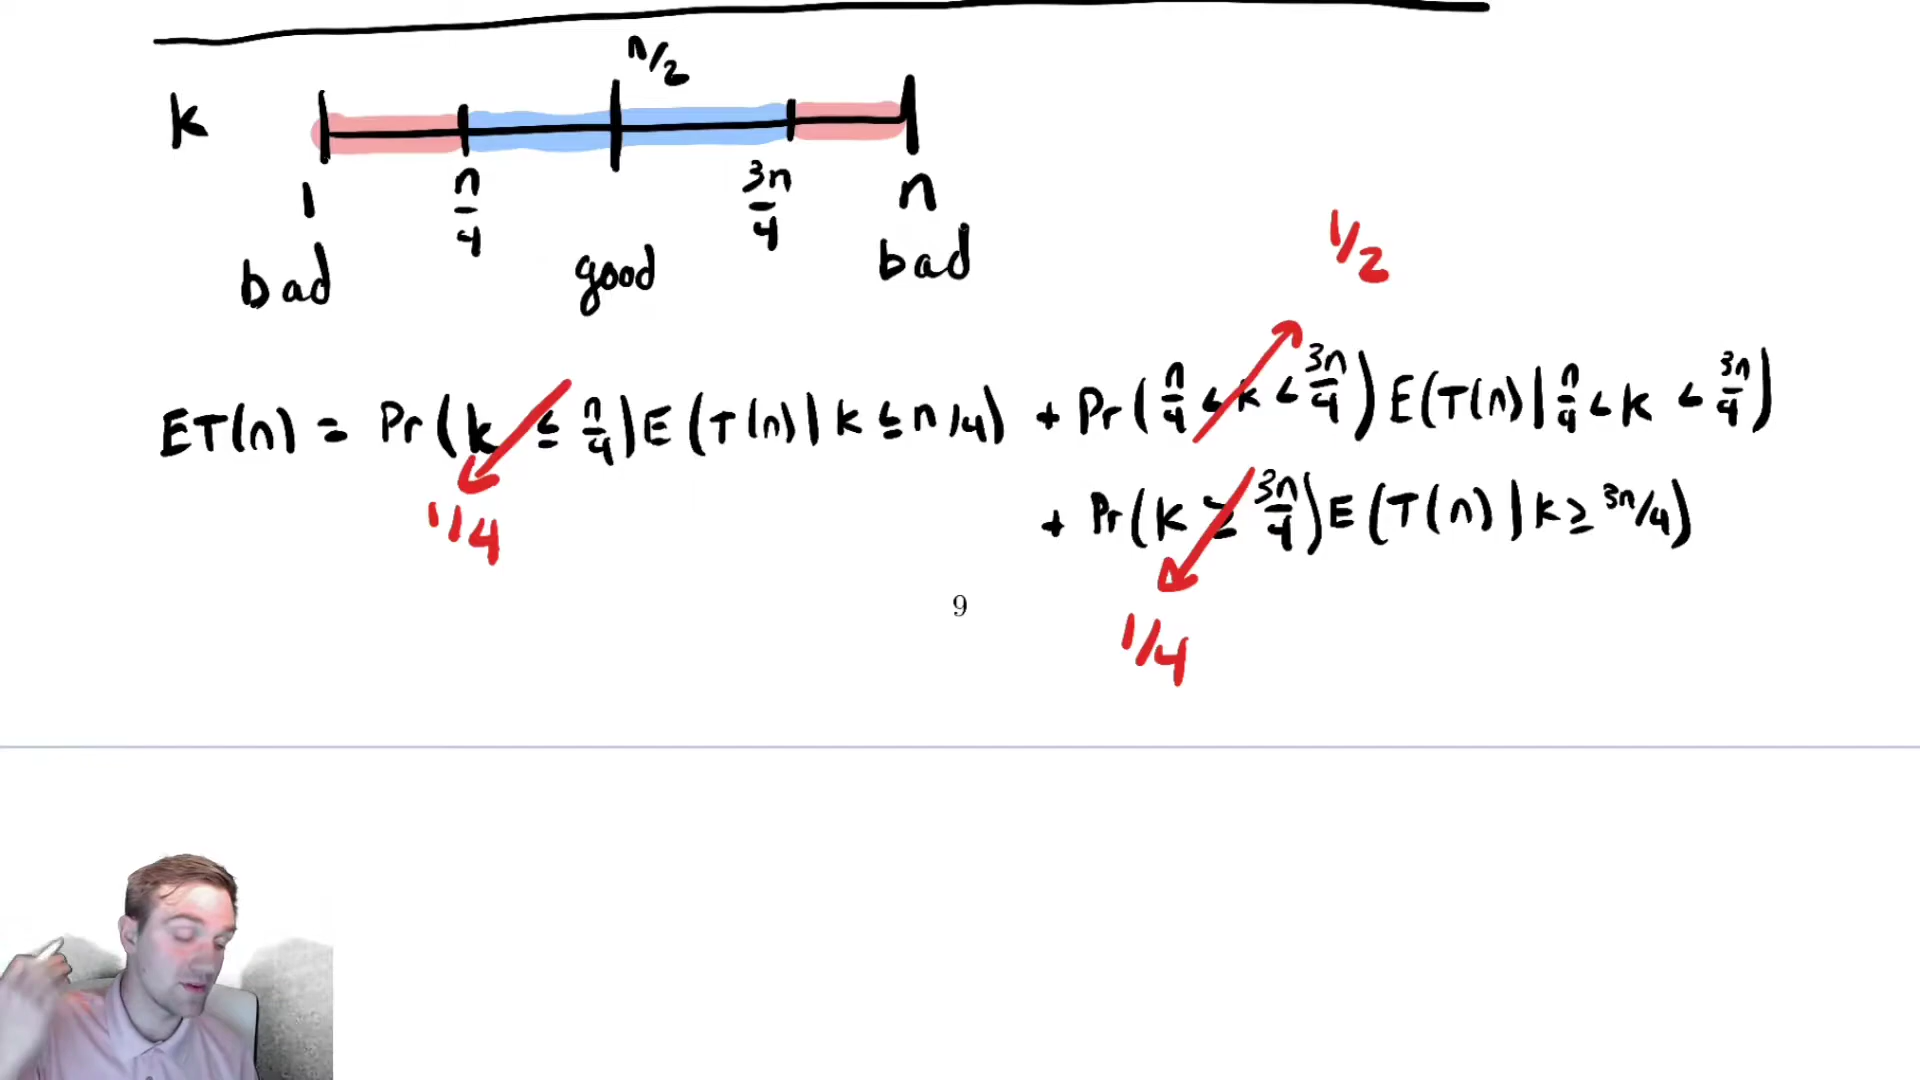 n/2
k
1 n/4 3n/4 n
bad good bad
1/2
ET(n) = Pr(k ≤ n/4) E(T(n) | k ≤ n/4) + Pr(n/4 < k < 3n/4) E(T(n) | n/4 < k < 3n/4)
+ Pr(k ≥ 3n/4) E(T(n) | k ≥ 3n/4)
1/4
9
1/4